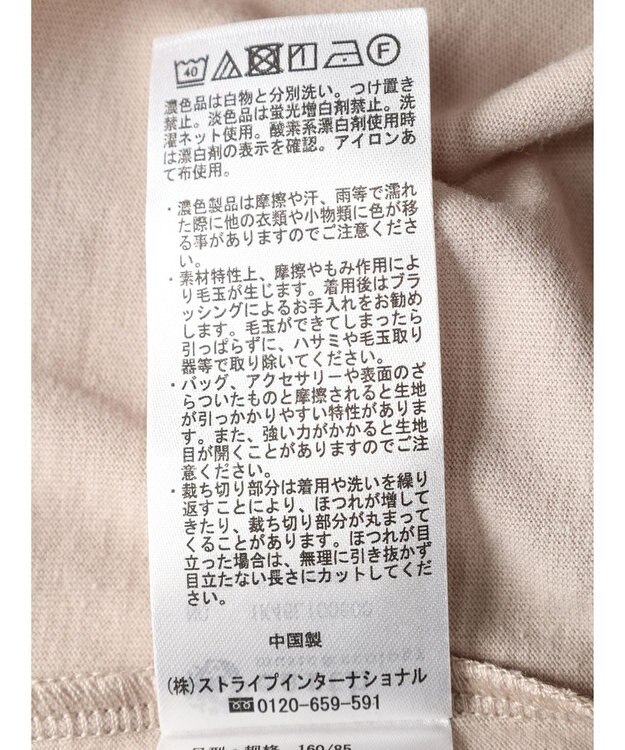 40 F
濃色品は白物と分別洗い。つけ置き
禁止。淡色品は蛍光増白剤禁止。洗
濯ネット使用。酸素系漂白剤使用時
は漂白剤の表示を確認。アイロンあ
て布使用。
・濃色製品は摩擦や汗、雨等で濡れ
た際に他の衣類や小物類に色が移
る事がありますのでご注意くださ
い。
・素材特性上、摩擦やもみ作用によ
り毛玉が生じます。着用後はブラ
ッシングによるお手入れをお勧め
します。毛玉ができてしまったら
引っぱらずに、ハサミや毛玉取り
器等で取り除いてください。
・バッグ、アクセサリーや表面のざ
らついたものと摩擦されると生地
が引っかかりやすい特性がありま
す。また、強い力がかかると生地
目が開くことがありますのでご注
意ください。
・裁ち切り部分は着用や洗いを繰り
返すことにより、ほつれが増して
きたり、裁ち切り部分が丸まって
くることがあります。ほつれが目
立った場合は、無理に引き抜かず
目立たない長さにカットしてくだ
さい。
中国製
(株)ストライプインターナショナル
0120-659-591
号型・规格 160/85